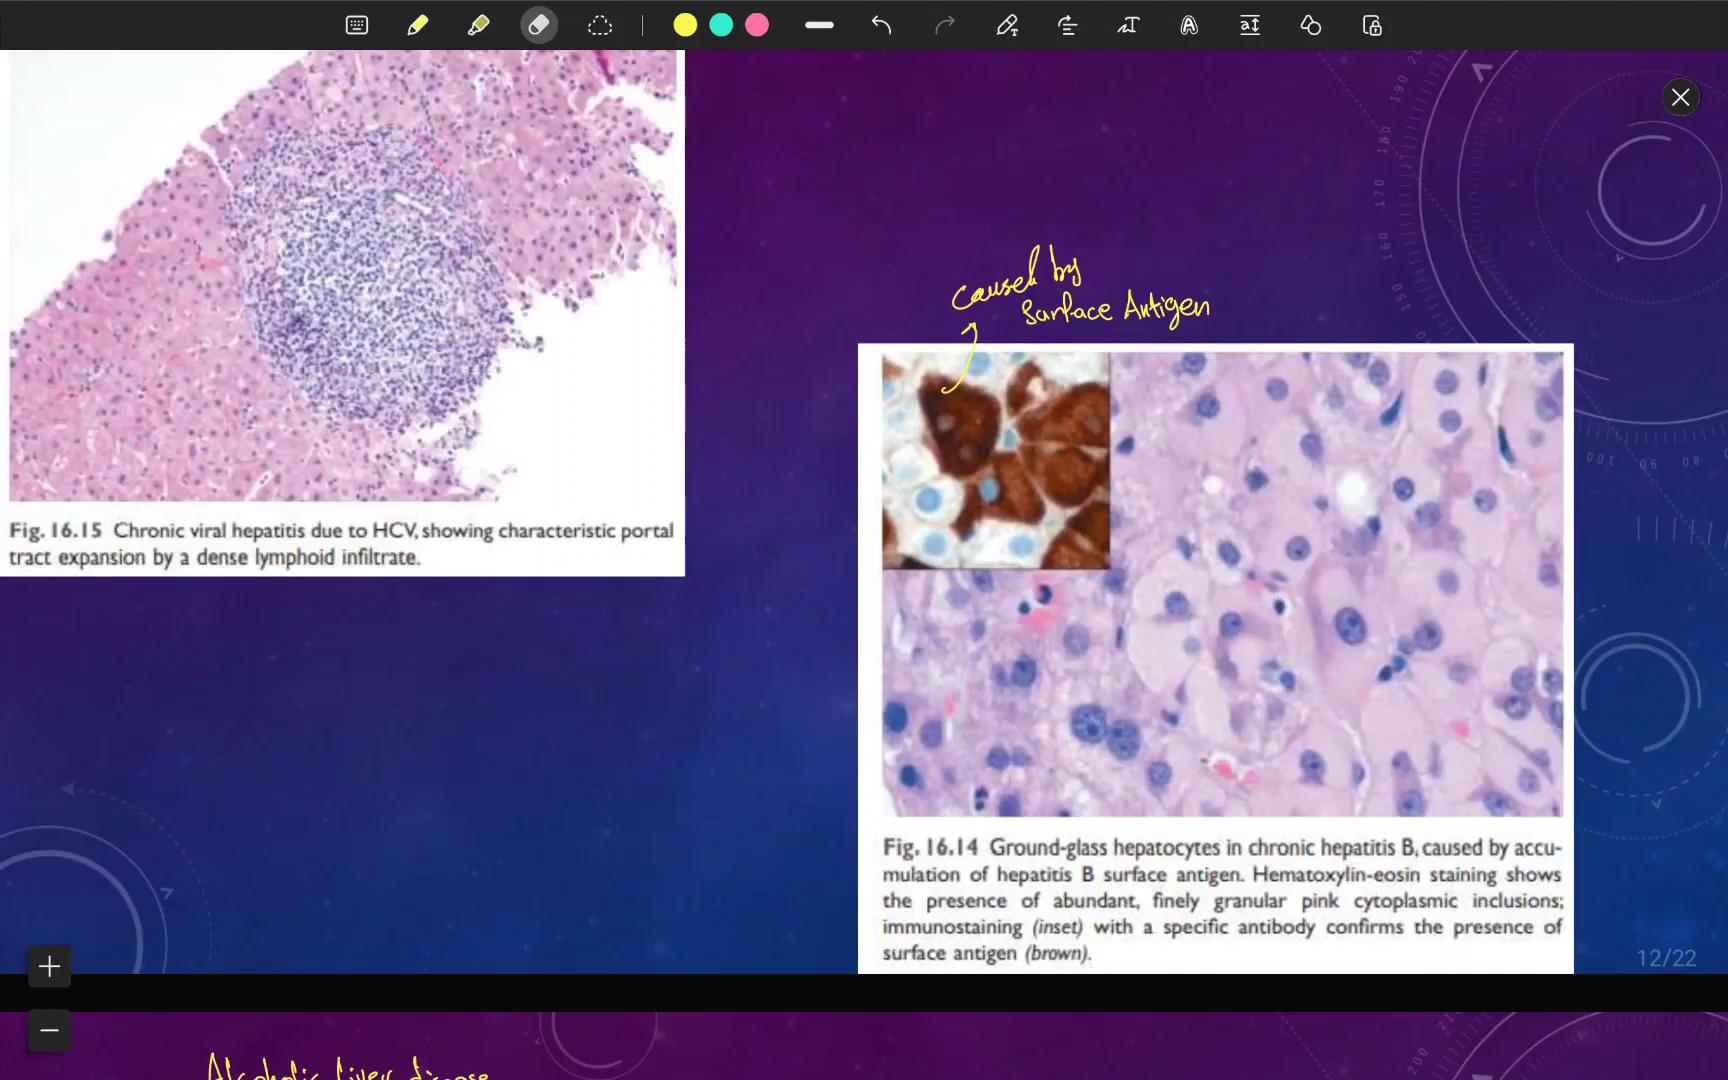 caused by
Surface Antigen
Fig. 16.15 Chronic viral hepatitis due to HCV, showing characteristic portal
tract expansion by a dense lymphoid infiltrate.
Fig. 16.14 Ground-glass hepatocytes in chronic hepatitis B, caused by accu-
mulation of hepatitis B surface antigen. Hematoxylin-eosin staining shows
the presence of abundant, finely granular pink cytoplasmic inclusions;
immunostaining (inset) with a specific antibody confirms the presence of
surface antigen (brown).
12/22
Alcoholic liver disease